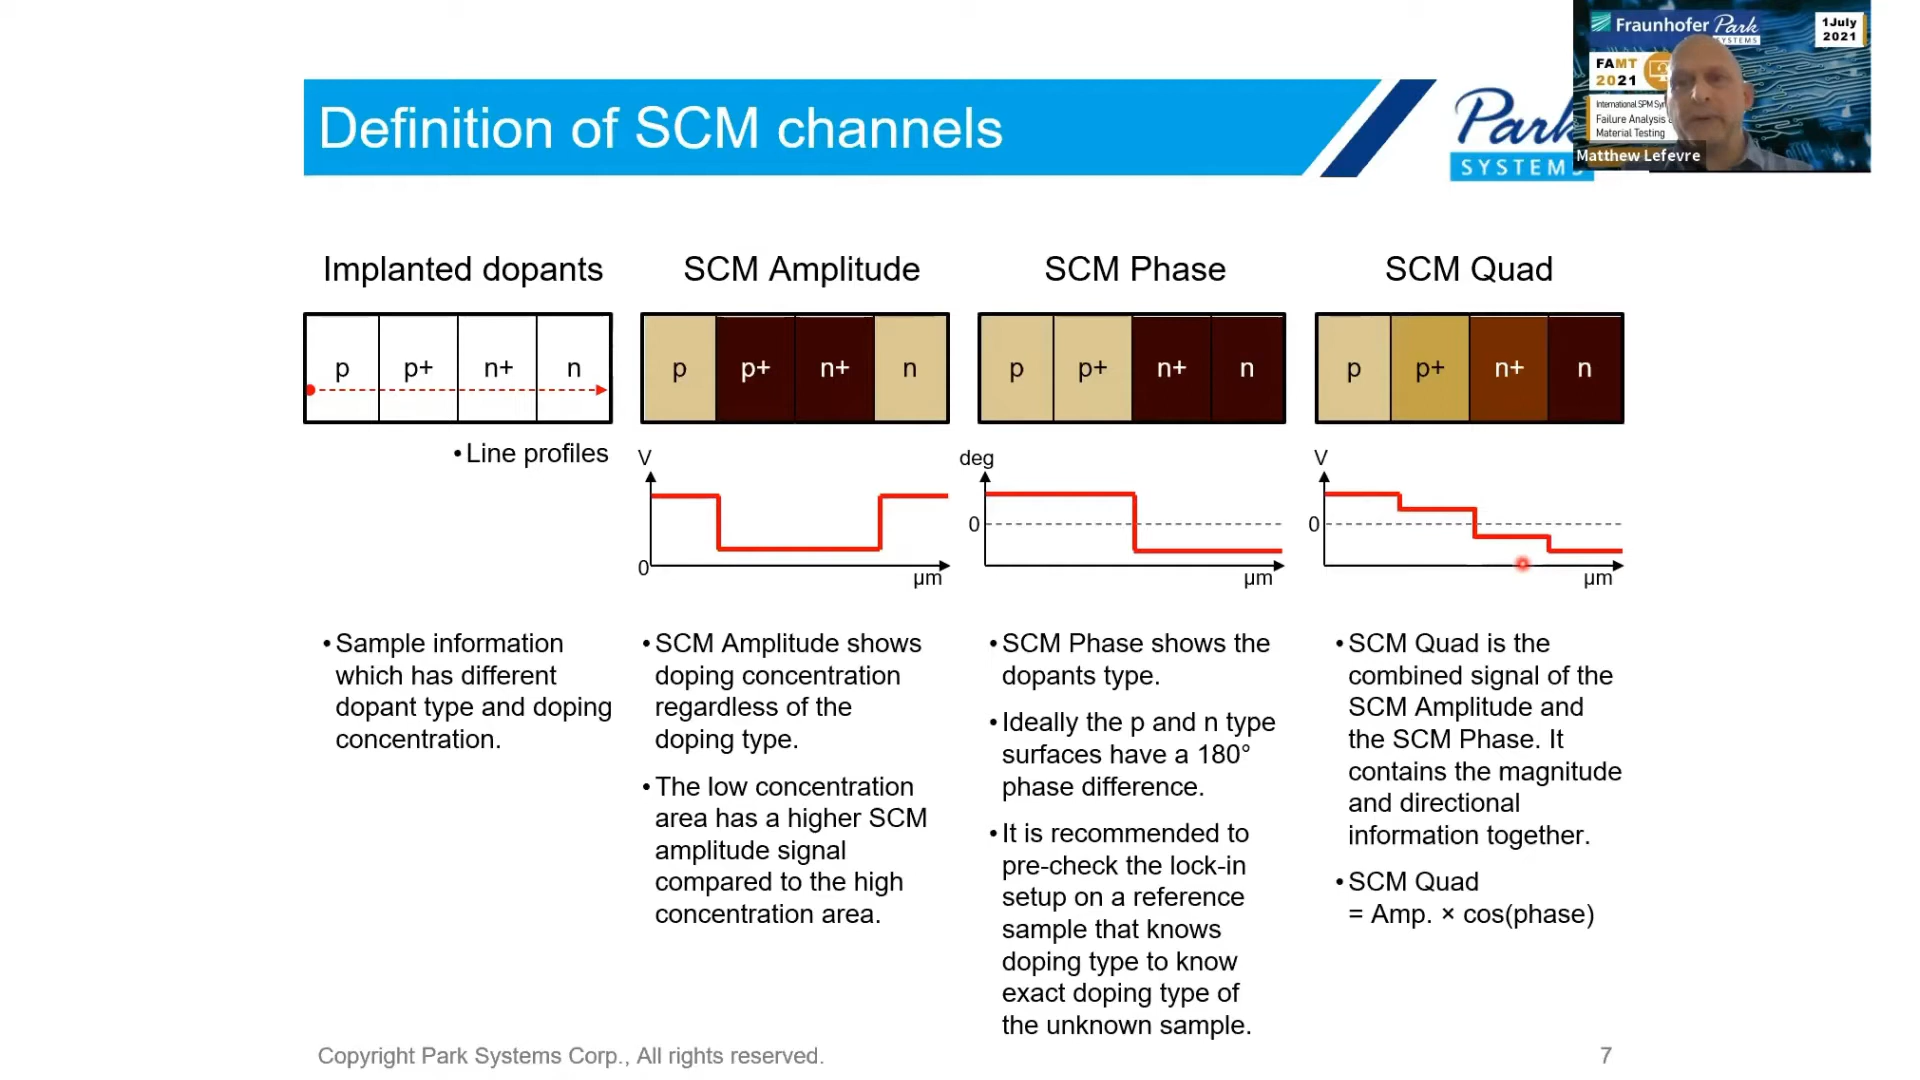 Definition of SCM channels
Park
SYSTEMS
Fraunhofer Park
SYSTEMS
1July
2021
FAMT
2021
International SPM
Failure Analysis
Material Testing
Matthew Lefevre
Implanted dopants
p p+ n+ n
• Line profiles
• Sample information
which has different
dopant type and doping
concentration.
SCM Amplitude
p p+ n+ n
V
0
µm
• SCM Amplitude shows
doping concentration
regardless of the
doping type.
• The low concentration
area has a higher SCM
amplitude signal
compared to the high
concentration area.
SCM Phase
p p+ n+ n
deg
0
µm
• SCM Phase shows the
dopants type.
• Ideally the p and n type
surfaces have a 180°
phase difference.
• It is recommended to
pre-check the lock-in
setup on a reference
sample that knows
doping type to know
exact doping type of
the unknown sample.
SCM Quad
p p+ n+ n
V
0
µm
• SCM Quad is the
combined signal of the
SCM Amplitude and
the SCM Phase. It
contains the magnitude
and directional
information together.
• SCM Quad
= Amp. × cos(phase)
Copyright Park Systems Corp., All rights reserved.
7